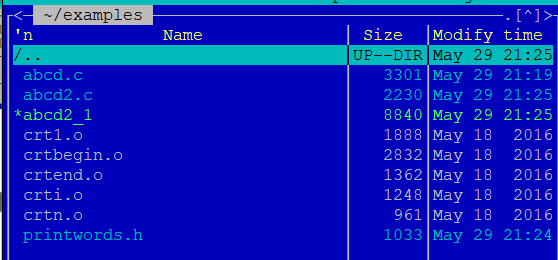 ~/examples .[^]>
'n Name Size Modify time
/.. UP--DIR May 29 21:25
abcd.c 3301 May 29 21:19
abcd2.c 2230 May 29 21:25
*abcd2_1 8840 May 29 21:25
crt1.o 1888 May 18 2016
crtbegin.o 2832 May 18 2016
crtend.o 1362 May 18 2016
crti.o 1248 May 18 2016
crtn.o 961 May 18 2016
printwords.h 1033 May 29 21:24